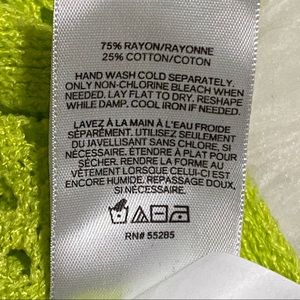 75% RAYON/RAYONNE
25% COTTON/COTON
HAND WASH COLD SEPARATELY.
ONLY NON-CHLORINE BLEACH WHEN
NEEDED. LAY FLAT TO DRY. RESHAPE
WHILE DAMP. COOL IRON IF NEEDED.
LAVEZ À LA MAIN À L'EAU FROIDE
SÉPARÉMENT. UTILISEZ SEULEMENT
DU JAVELLISANT SANS CHLORE, SI
NÉCESSAIRE. ÉTENDRE À PLAT POUR
SÉCHER. RENDRE LA FORME AU
VÊTEMENT LORSQUE CELUI-CI EST
ENCORE HUMIDE. REPASSAGE DOUX,
SI NÉCESSAIRE.
RN# 55285